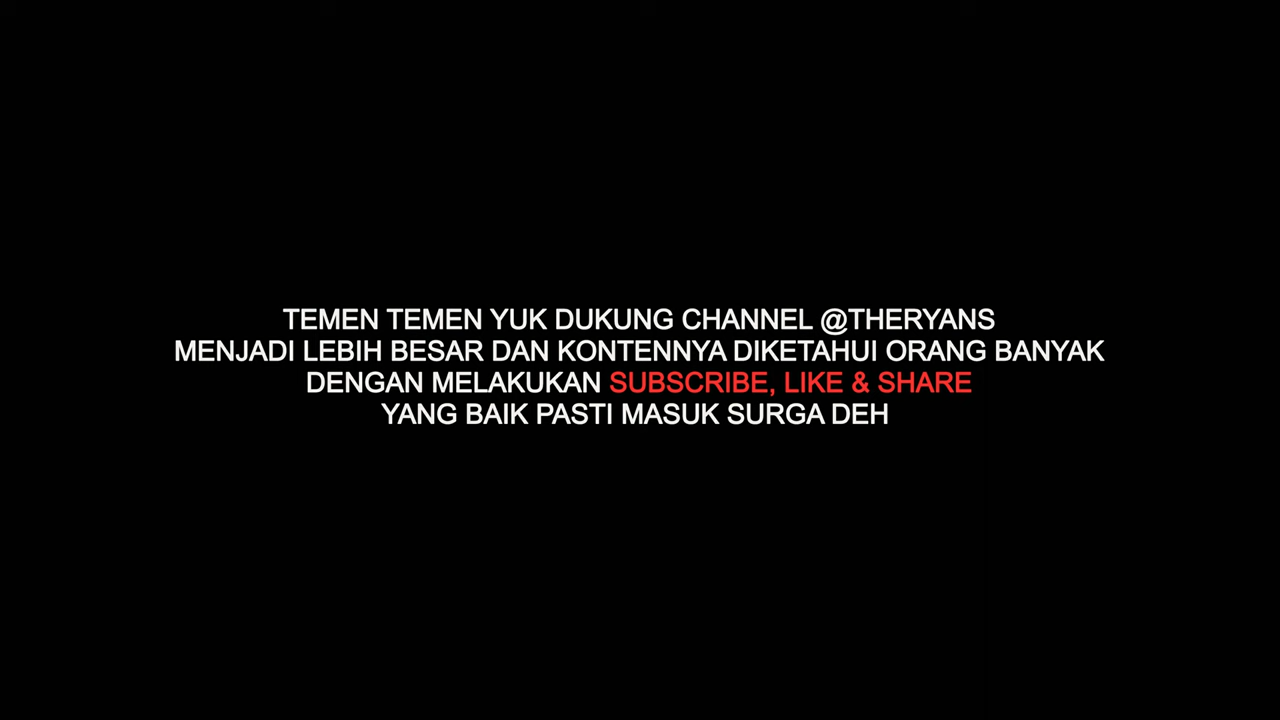 TEMEN TEMEN YUK DUKUNG CHANNEL @THERYANS
MENJADI LEBIH BESAR DAN KONTENNYA DIKETAHUI ORANG BANYAK
DENGAN MELAKUKAN SUBSCRIBE, LIKE & SHARE
YANG BAIK PASTI MASUK SURGA DEH